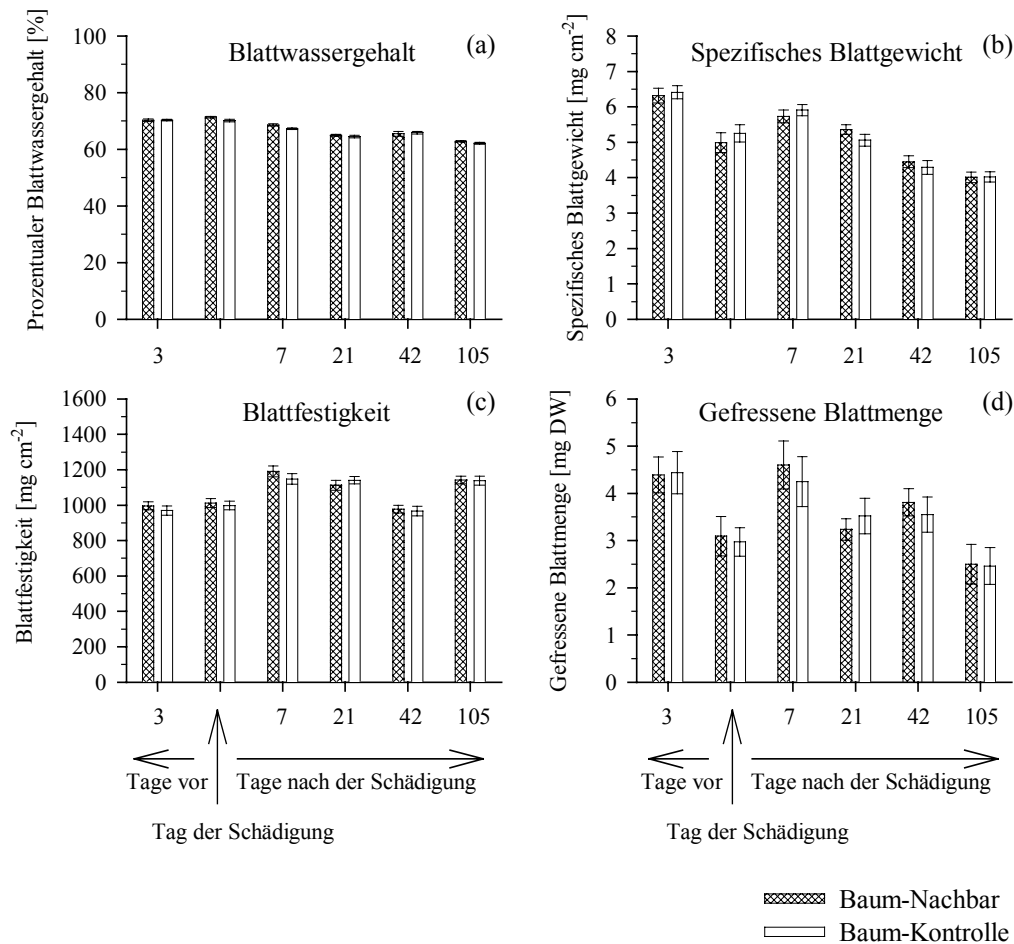 Blattwassergehalt
(a)
Prozentualer Blattwassergehalt [%]
100
80
60
40
20
0
3 7 21 42 105
Spezifisches Blattgewicht
(b)
Spezifisches Blattgewicht [mg cm-2]
8
7
6
5
4
3
2
1
0
3 7 21 42 105
Blattfestigkeit
(c)
Blattfestigkeit [mg cm-2]
1600
1400
1200
1000
800
600
400
200
0
3 7 21 42 105
Tage vor
Tage nach der Schädigung
Tag der Schädigung
Gefressene Blattmenge
(d)
Gefressene Blattmenge [mg DW]
6
5
4
3
2
1
0
3 7 21 42 105
Tage vor
Tage nach der Schädigung
Tag der Schädigung
Baum-Nachbar
Baum-Kontrolle